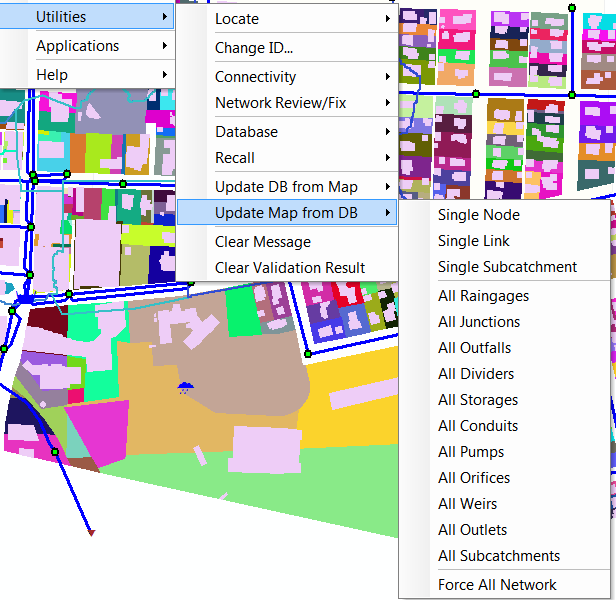 Utilities
Applications
Help
Locate
Change ID...
Connectivity
Network Review/Fix
Database
Recall
Update DB from Map
Update Map from DB
Clear Message
Clear Validation Result
Single Node
Single Link
Single Subcatchment
All Raingages
All Junctions
All Outfalls
All Dividers
All Storages
All Conduits
All Pumps
All Orifices
All Weirs
All Outlets
All Subcatchments
Force All Network